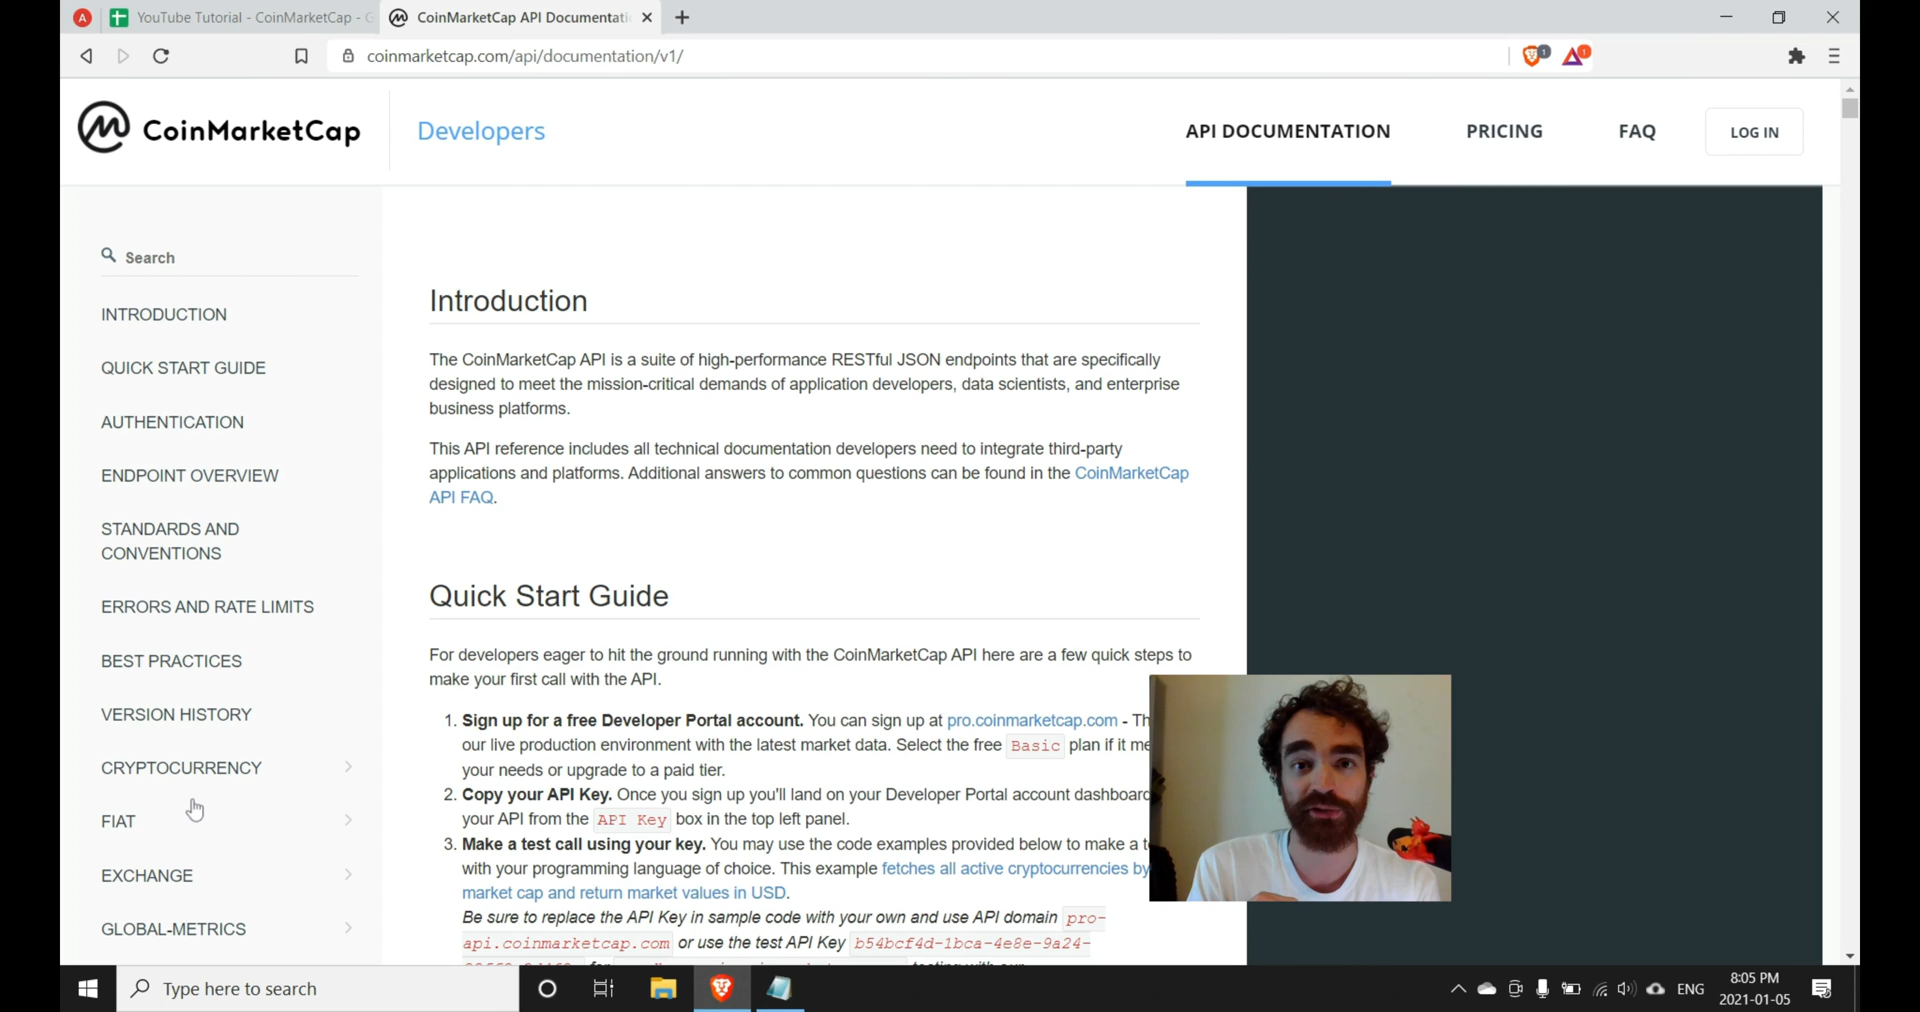 YouTube Tutorial - CoinMarketCap - G
CoinMarketCap API Documentati
coinmarketcap.com/api/documentation/v1/
1
1
CoinMarketCap
Developers
API DOCUMENTATION
PRICING
FAQ
LOG IN
Search
INTRODUCTION
QUICK START GUIDE
AUTHENTICATION
ENDPOINT OVERVIEW
STANDARDS AND
CONVENTIONS
ERRORS AND RATE LIMITS
BEST PRACTICES
VERSION HISTORY
CRYPTOCURRENCY
FIAT
EXCHANGE
GLOBAL-METRICS
Introduction
The CoinMarketCap API is a suite of high-performance RESTful JSON endpoints that are specifically
designed to meet the mission-critical demands of application developers, data scientists, and enterprise
business platforms.
This API reference includes all technical documentation developers need to integrate third-party
applications and platforms. Additional answers to common questions can be found in the CoinMarketCap
API FAQ.
Quick Start Guide
For developers eager to hit the ground running with the CoinMarketCap API here are a few quick steps to
make your first call with the API.
1. Sign up for a free Developer Portal account. You can sign up at pro.coinmarketcap.com - Th
our live production environment with the latest market data. Select the free Basic plan if it me
your needs or upgrade to a paid tier.
2. Copy your API Key. Once you sign up you'll land on your Developer Portal account dashboard
your API from the API Key box in the top left panel.
3. Make a test call using your key. You may use the code examples provided below to make a t
with your programming language of choice. This example fetches all active cryptocurrencies by
market cap and return market values in USD.
Be sure to replace the API Key in sample code with your own and use API domain pro-
api.coinmarketcap.com or use the test API Key b54bcf4d-1bca-4e8e-9a24-
Type here to search
ENG
8:05 PM
2021-01-05